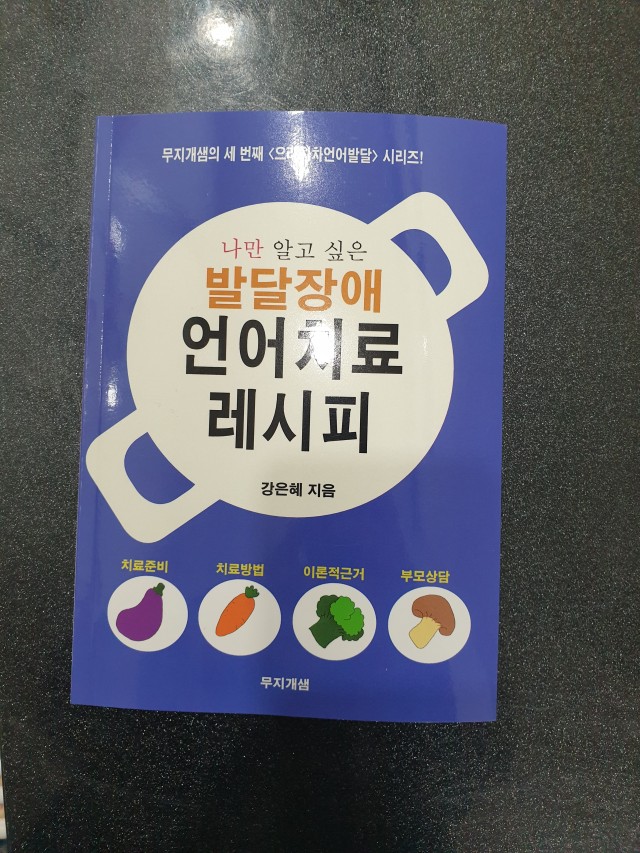 무지개샘의 세 번째 <으라차차언어발달> 시리즈!
나만 알고 싶은
발달장애
언어치료
레시피
강은혜 지음
치료준비
치료방법
이론적근거
부모상담
무지개샘